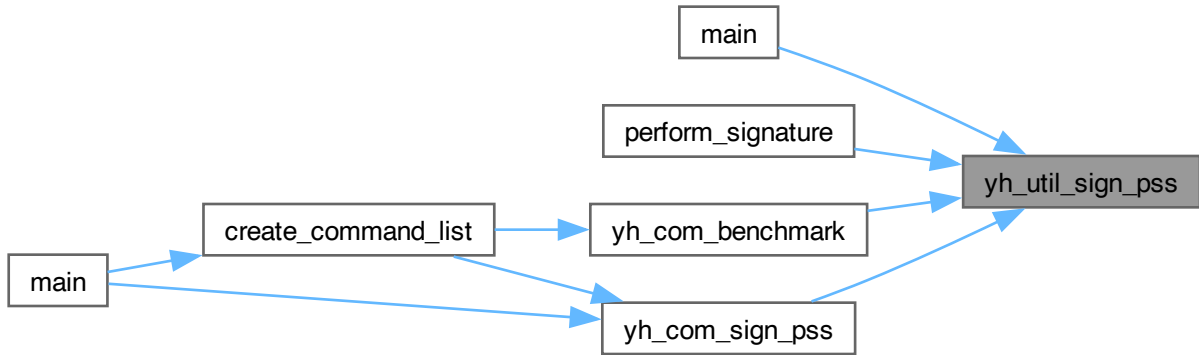 main
perform_signature
yh_util_sign_pss
create_command_list
yh_com_benchmark
main
yh_com_sign_pss